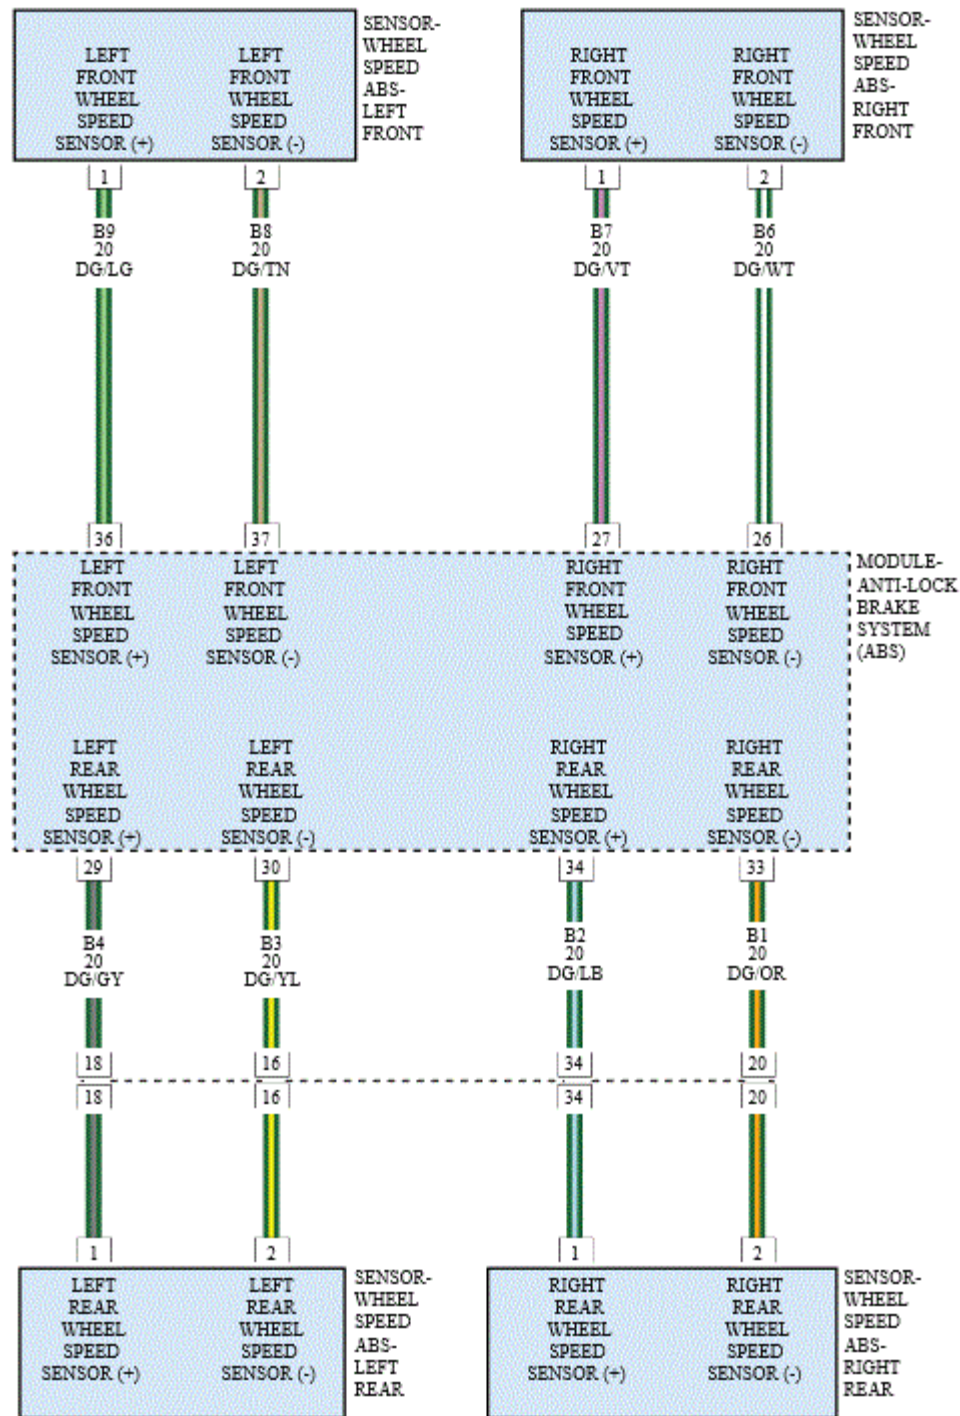 LEFT
FRONT
WHEEL
SPEED
SENSOR (+)
LEFT
FRONT
WHEEL
SPEED
SENSOR (-)
SENSOR-
WHEEL
SPEED
ABS-
LEFT
FRONT
RIGHT
FRONT
WHEEL
SPEED
SENSOR (+)
RIGHT
FRONT
WHEEL
SPEED
SENSOR (-)
SENSOR-
WHEEL
SPEED
ABS-
RIGHT
FRONT
1
2
1
2
B9
20
DG/LG
B8
20
DG/TN
B7
20
DG/VT
B6
20
DG/WT
36
37
27
26
LEFT
FRONT
WHEEL
SPEED
SENSOR (+)
LEFT
FRONT
WHEEL
SPEED
SENSOR (-)
RIGHT
FRONT
WHEEL
SPEED
SENSOR (+)
RIGHT
FRONT
WHEEL
SPEED
SENSOR (-)
MODULE-
ANTI-LOCK
BRAKE
SYSTEM
(ABS)
LEFT
REAR
WHEEL
SPEED
SENSOR (+)
LEFT
REAR
WHEEL
SPEED
SENSOR (-)
RIGHT
REAR
WHEEL
SPEED
SENSOR (+)
RIGHT
REAR
WHEEL
SPEED
SENSOR (-)
29
30
34
33
B4
20
DG/GY
B3
20
DG/YL
B2
20
DG/LB
B1
20
DG/OR
18
16
34
20
18
16
34
20
1
2
1
2
LEFT
REAR
WHEEL
SPEED
SENSOR (+)
LEFT
REAR
WHEEL
SPEED
SENSOR (-)
SENSOR-
WHEEL
SPEED
ABS-
LEFT
REAR
RIGHT
REAR
WHEEL
SPEED
SENSOR (+)
RIGHT
REAR
WHEEL
SPEED
SENSOR (-)
SENSOR-
WHEEL
SPEED
ABS-
RIGHT
REAR